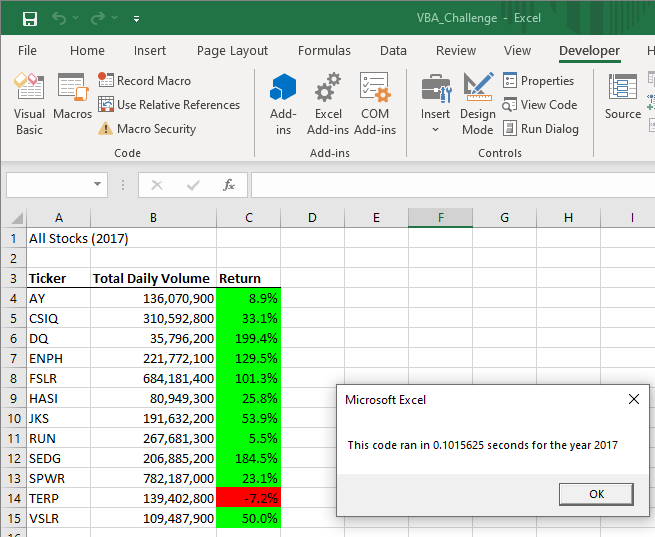 VBA_Challenge - Excel
File Home Insert Page Layout Formulas Data Review View Developer H
Visual Basic
Macros
Record Macro
Use Relative References
Macro Security
Code
Add-ins
Excel Add-ins
COM Add-ins
Add-ins
Insert
Design Mode
Properties
View Code
Run Dialog
Controls
Source
fx
A B C D E F G H I
1 All Stocks (2017)
2
3 Ticker Total Daily Volume Return
4 AY 136,070,900 8.9%
5 CSIQ 310,592,800 33.1%
6 DQ 35,796,200 199.4%
7 ENPH 221,772,100 129.5%
8 FSLR 684,181,400 101.3%
9 HASI 80,949,300 25.8%
10 JKS 191,632,200 53.9%
11 RUN 267,681,300 5.5%
12 SEDG 206,885,200 184.5%
13 SPWR 782,187,000 23.1%
14 TERP 139,402,800 -7.2%
15 VSLR 109,487,900 50.0%
Microsoft Excel
This code ran in 0.1015625 seconds for the year 2017
OK